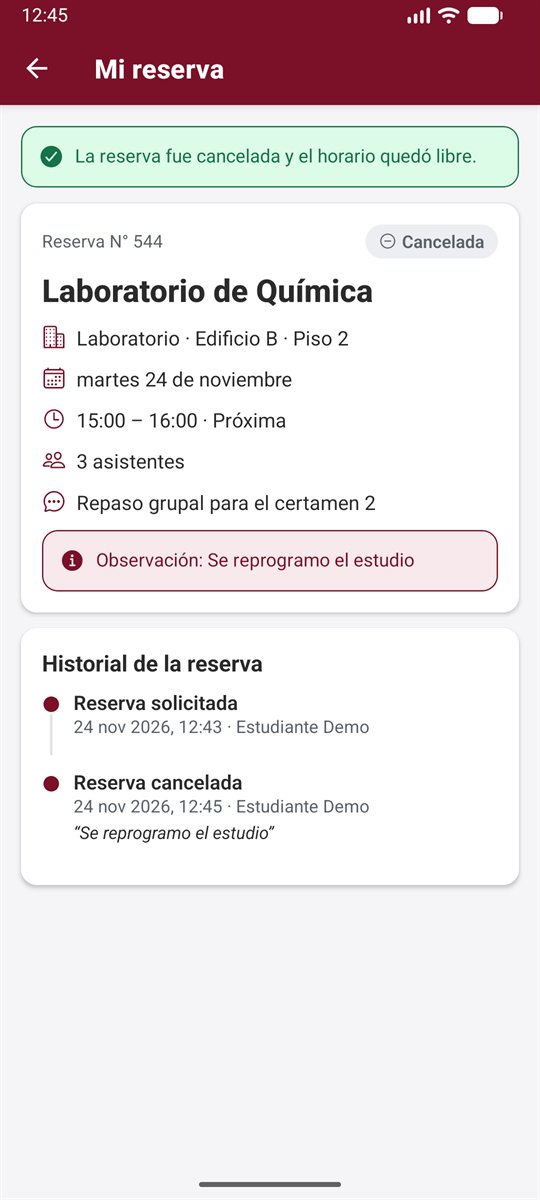 12:45
Mi reserva
La reserva fue cancelada y el horario quedó libre.
Reserva N° 544
Cancelada
Laboratorio de Química
Laboratorio · Edificio B · Piso 2
martes 24 de noviembre
15:00 – 16:00 · Próxima
3 asistentes
Repaso grupal para el certamen 2
Observación: Se reprogramo el estudio
Historial de la reserva
Reserva solicitada
24 nov 2026, 12:43 · Estudiante Demo
Reserva cancelada
24 nov 2026, 12:45 · Estudiante Demo
“Se reprogramo el estudio”